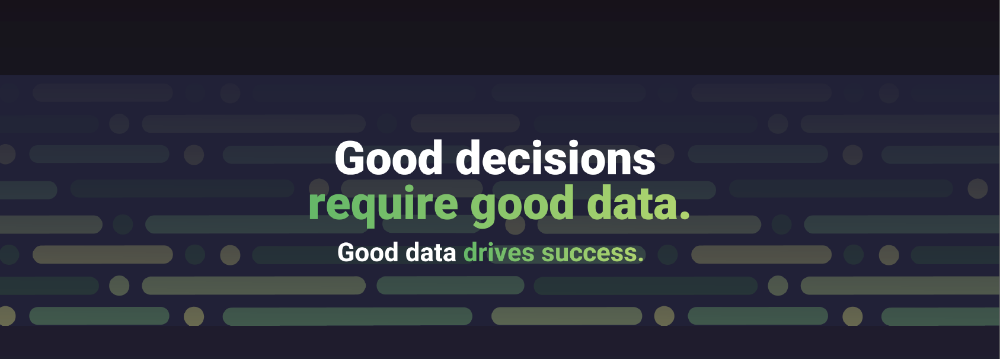 Good decisions
require good data.
Good data drives success.